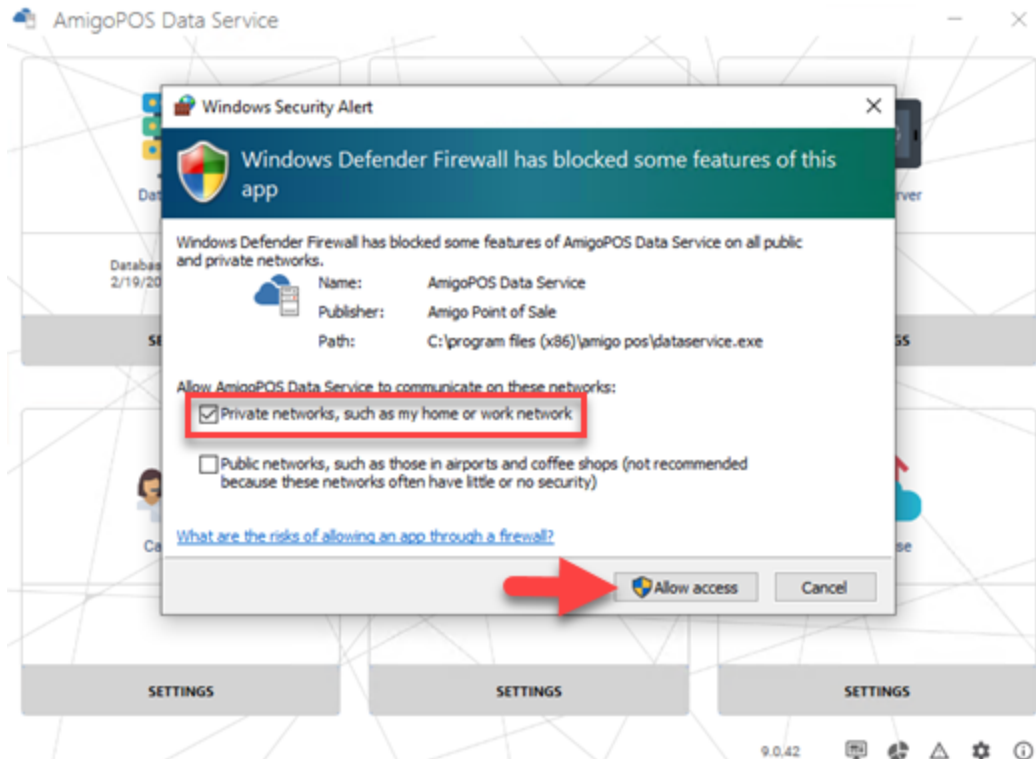 AmigoPOS Data Service
Windows Security Alert
Windows Defender Firewall has blocked some features of this
app
Windows Defender Firewall has blocked some features of AmigoPOS Data Service on all public
and private networks.
Name: AmigoPOS Data Service
Publisher: Amigo Point of Sale
Path: C:\program files (x86)\amigo pos\dataservice.exe
Allow AmigoPOS Data Service to communicate on these networks:
Private networks, such as my home or work network
Public networks, such as those in airports and coffee shops (not recommended
because these networks often have little or no security)
What are the risks of allowing an app through a firewall?
Allow access Cancel
SETTINGS SETTINGS SETTINGS
9.0.42